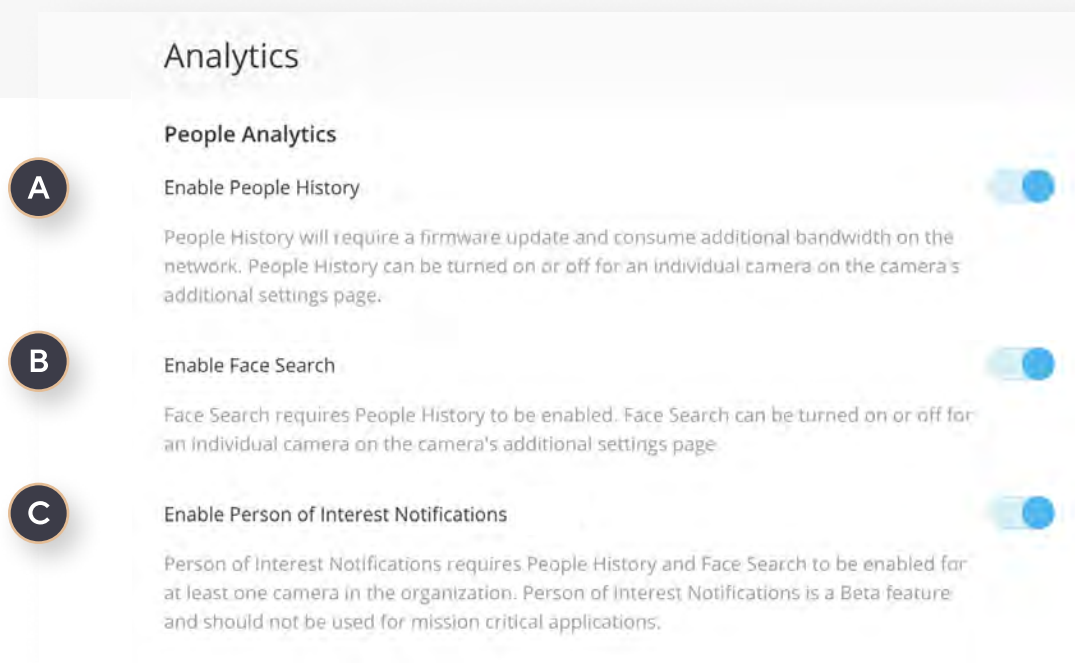 Analytics
People Analytics
A
Enable People History
People History will require a firmware update and consume additional bandwidth on the
network. People History can be turned on or off for an individual camera on the camera's
additional settings page.
B
Enable Face Search
Face Search requires People History to be enabled. Face Search can be turned on or off for
an individual camera on the camera's additional settings page
C
Enable Person of Interest Notifications
Person of Interest Notifications requires People History and Face Search to be enabled for
at least one camera in the organization. Person of Interest Notifications is a Beta feature
and should not be used for mission critical applications.